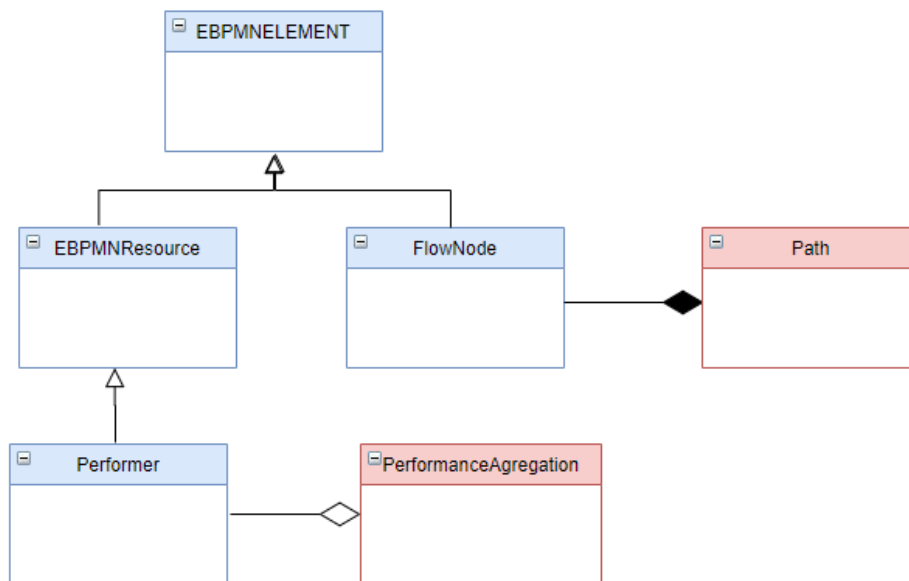 EBPMNELEMENT
EBPMNResource
FlowNode
Path
Performer
PerformanceAgregation